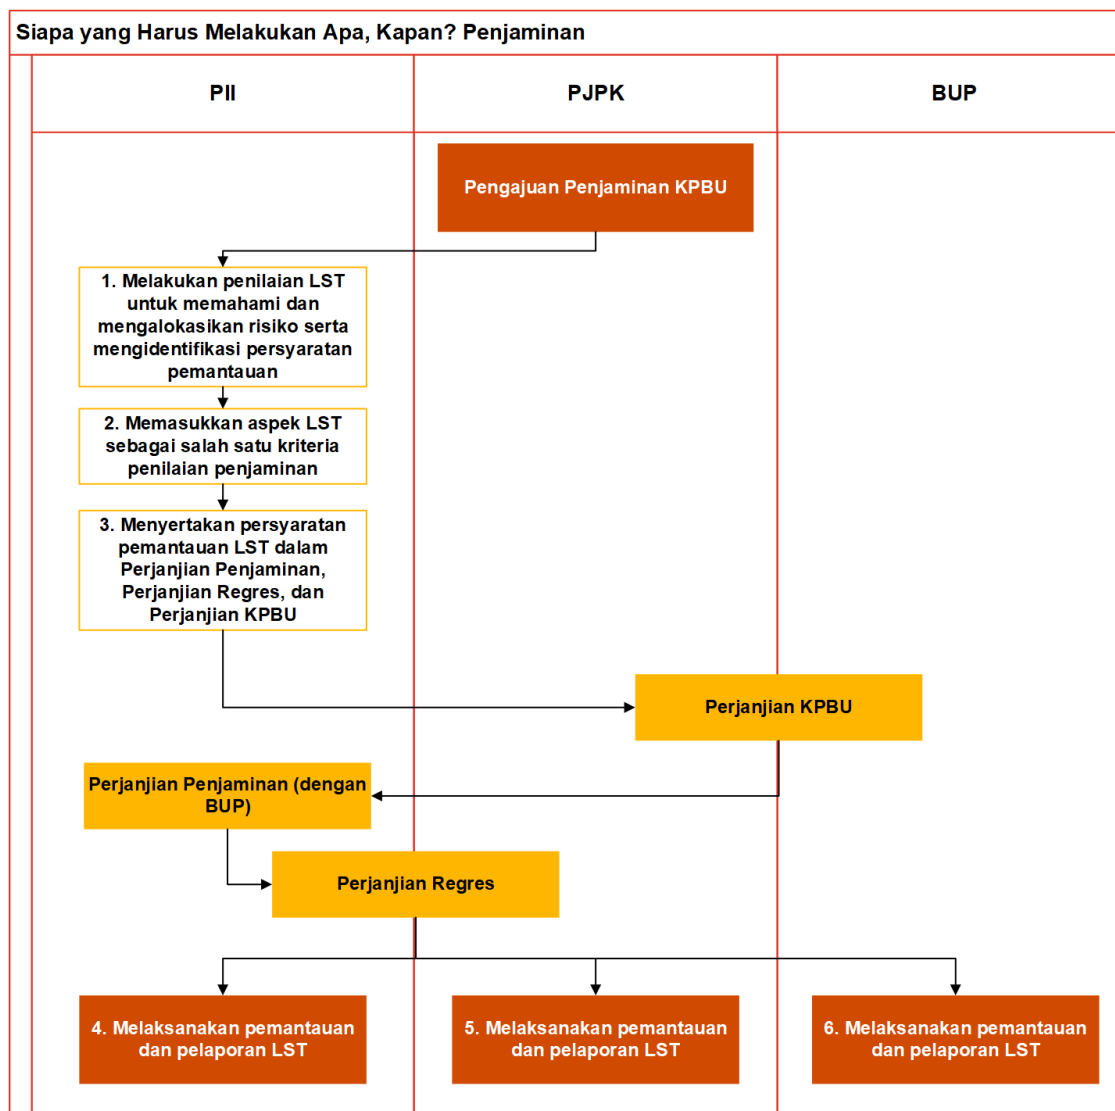 Siapa yang Harus Melakukan Apa, Kapan? Penjaminan
PII
PJPK
BUP
Pengajuan Penjaminan KPBU
1. Melakukan penilaian LST
untuk memahami dan
mengalokasikan risiko serta
mengidentifikasi persyaratan
pemantauan
2. Memasukkan aspek LST
sebagai salah satu kriteria
penilaian penjaminan
3. Menyertakan persyaratan
pemantauan LST dalam
Perjanjian Penjaminan,
Perjanjian Regres, dan
Perjanjian KPBU
Perjanjian KPBU
Perjanjian Penjaminan (dengan
BUP)
Perjanjian Regres
4. Melaksanakan pemantauan
dan pelaporan LST
5. Melaksanakan pemantauan
dan pelaporan LST
6. Melaksanakan pemantauan
dan pelaporan LST